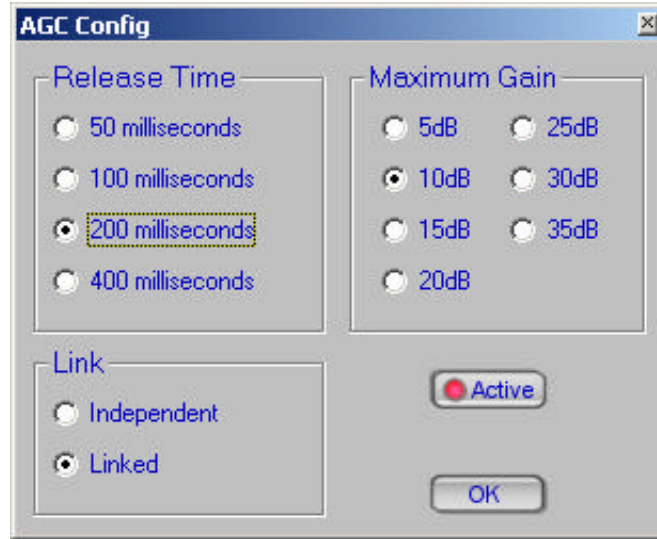 AGC Config
Release Time
50 milliseconds
100 milliseconds
200 milliseconds
400 milliseconds
Maximum Gain
5dB
25dB
10dB
30dB
15dB
35dB
20dB
Link
Independent
Linked
Active
OK